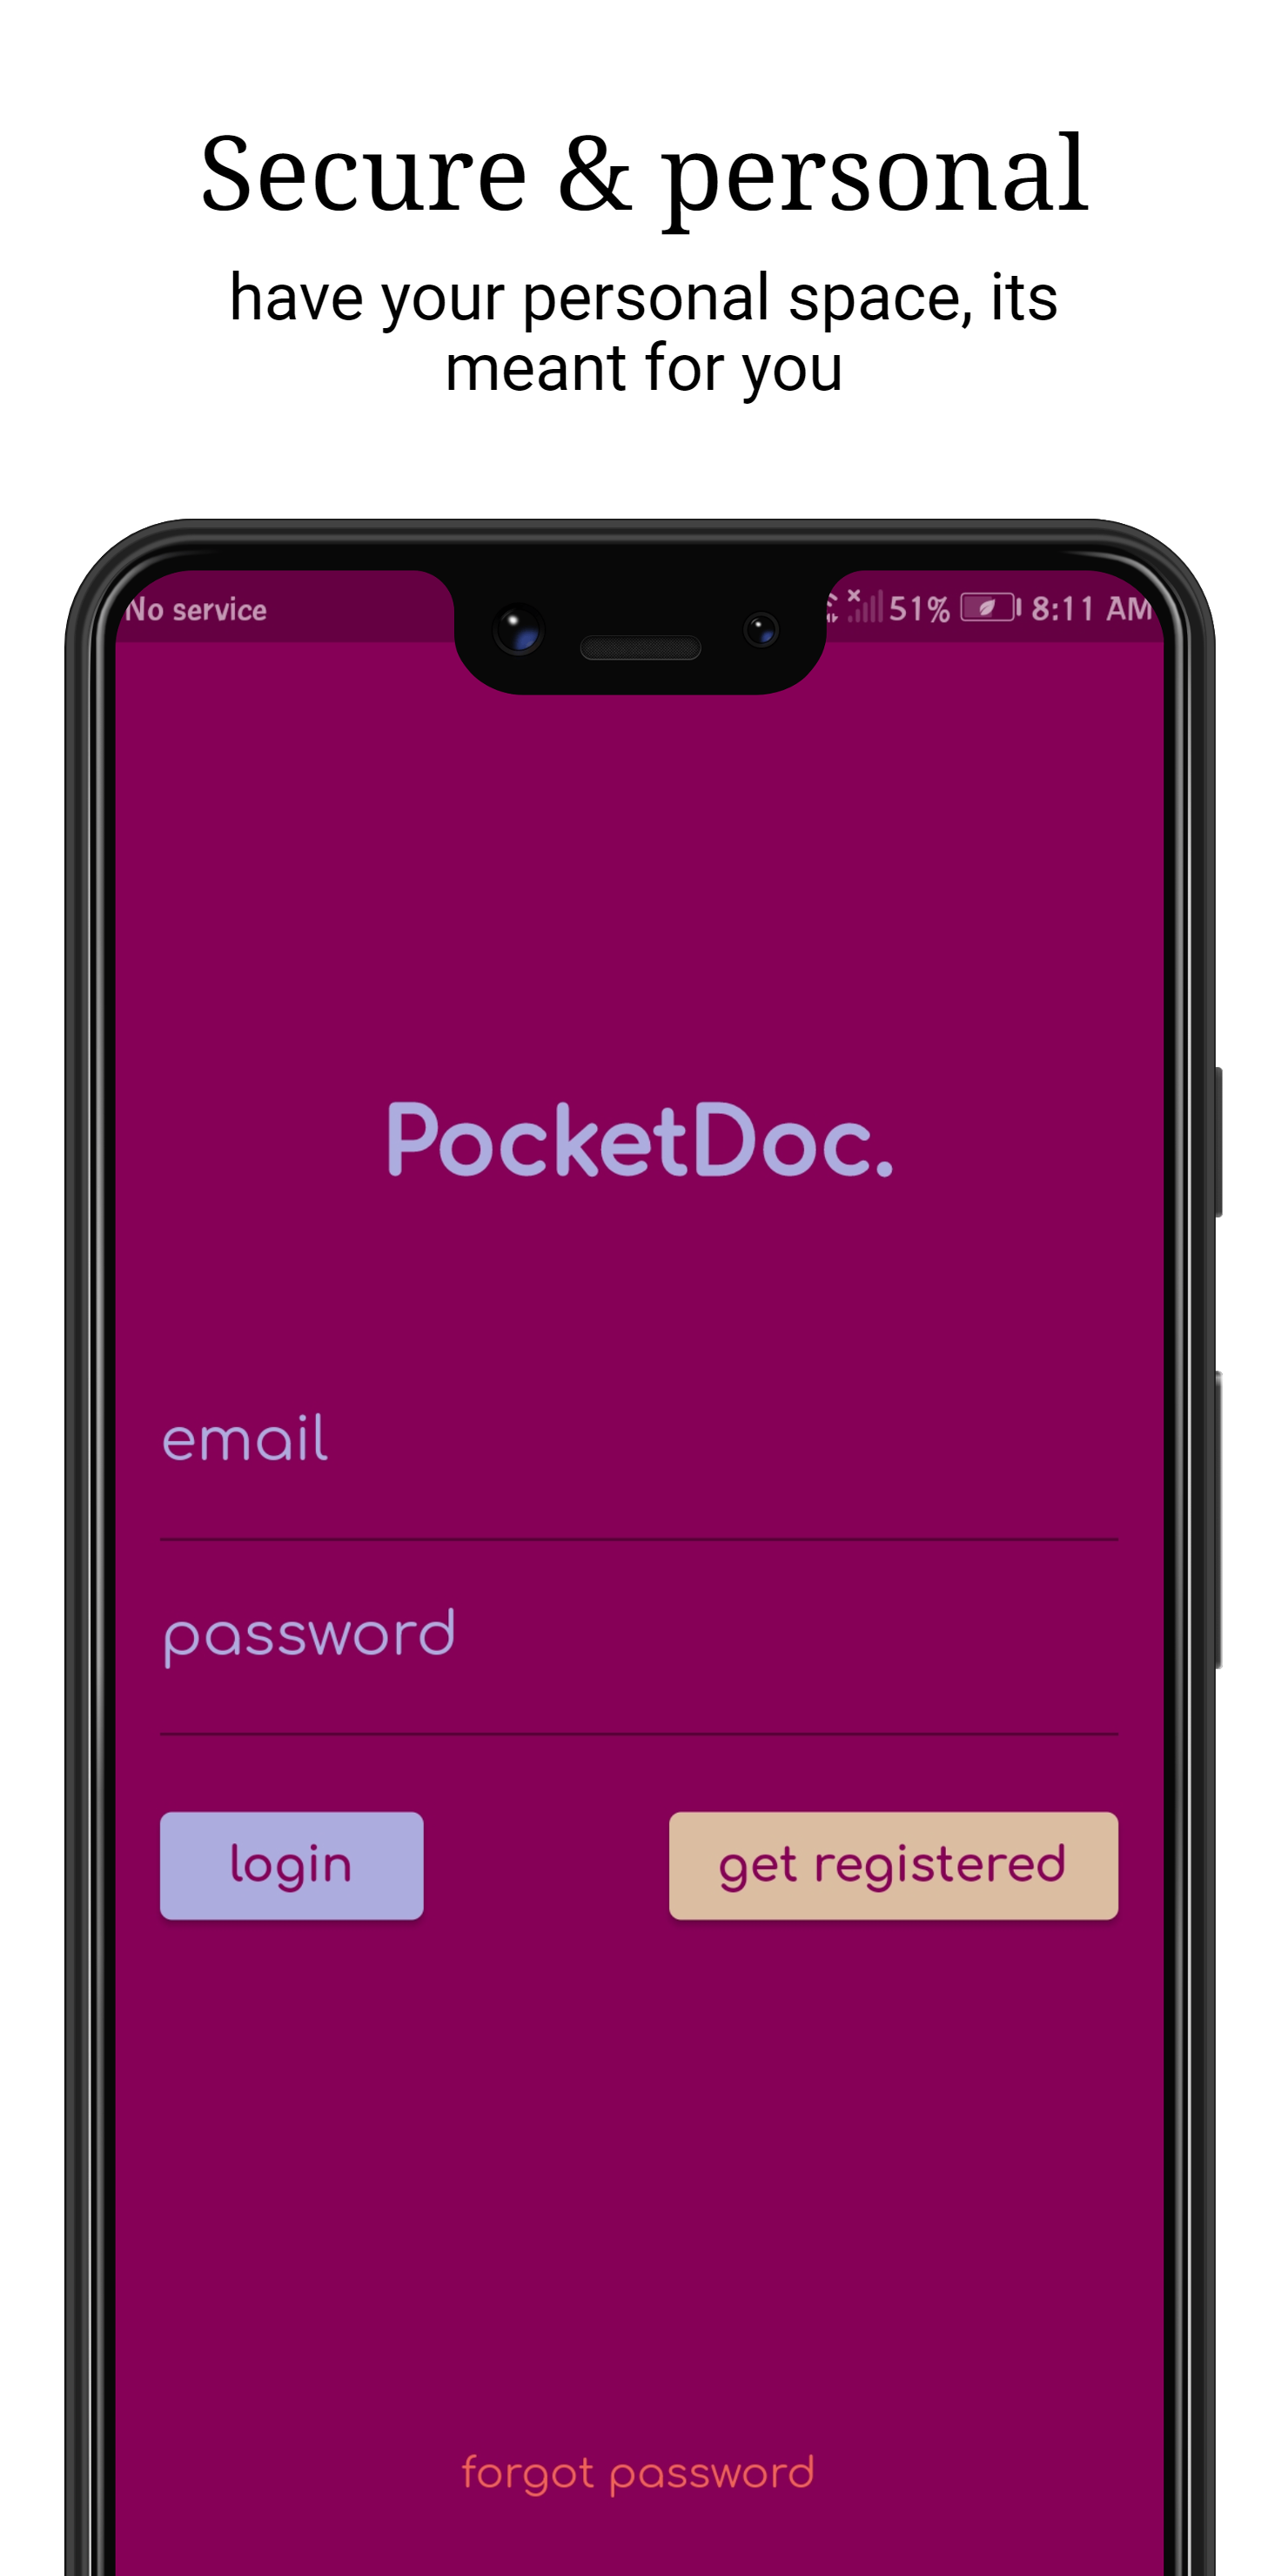 Secure & personal
have your personal space, its
meant for you
No service 51% 8:11 AM
PocketDoc.
email
password
login get registered
forgot password